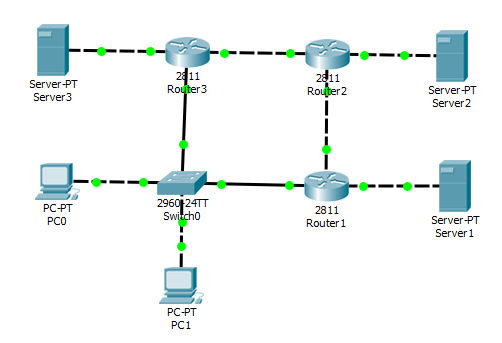 Server-PT
Server3
2811
Router3
2811
Router2
Server-PT
Server2
PC-PT
PC0
2960-24TT
Switch0
2811
Router1
Server-PT
Server1
PC-PT
PC1